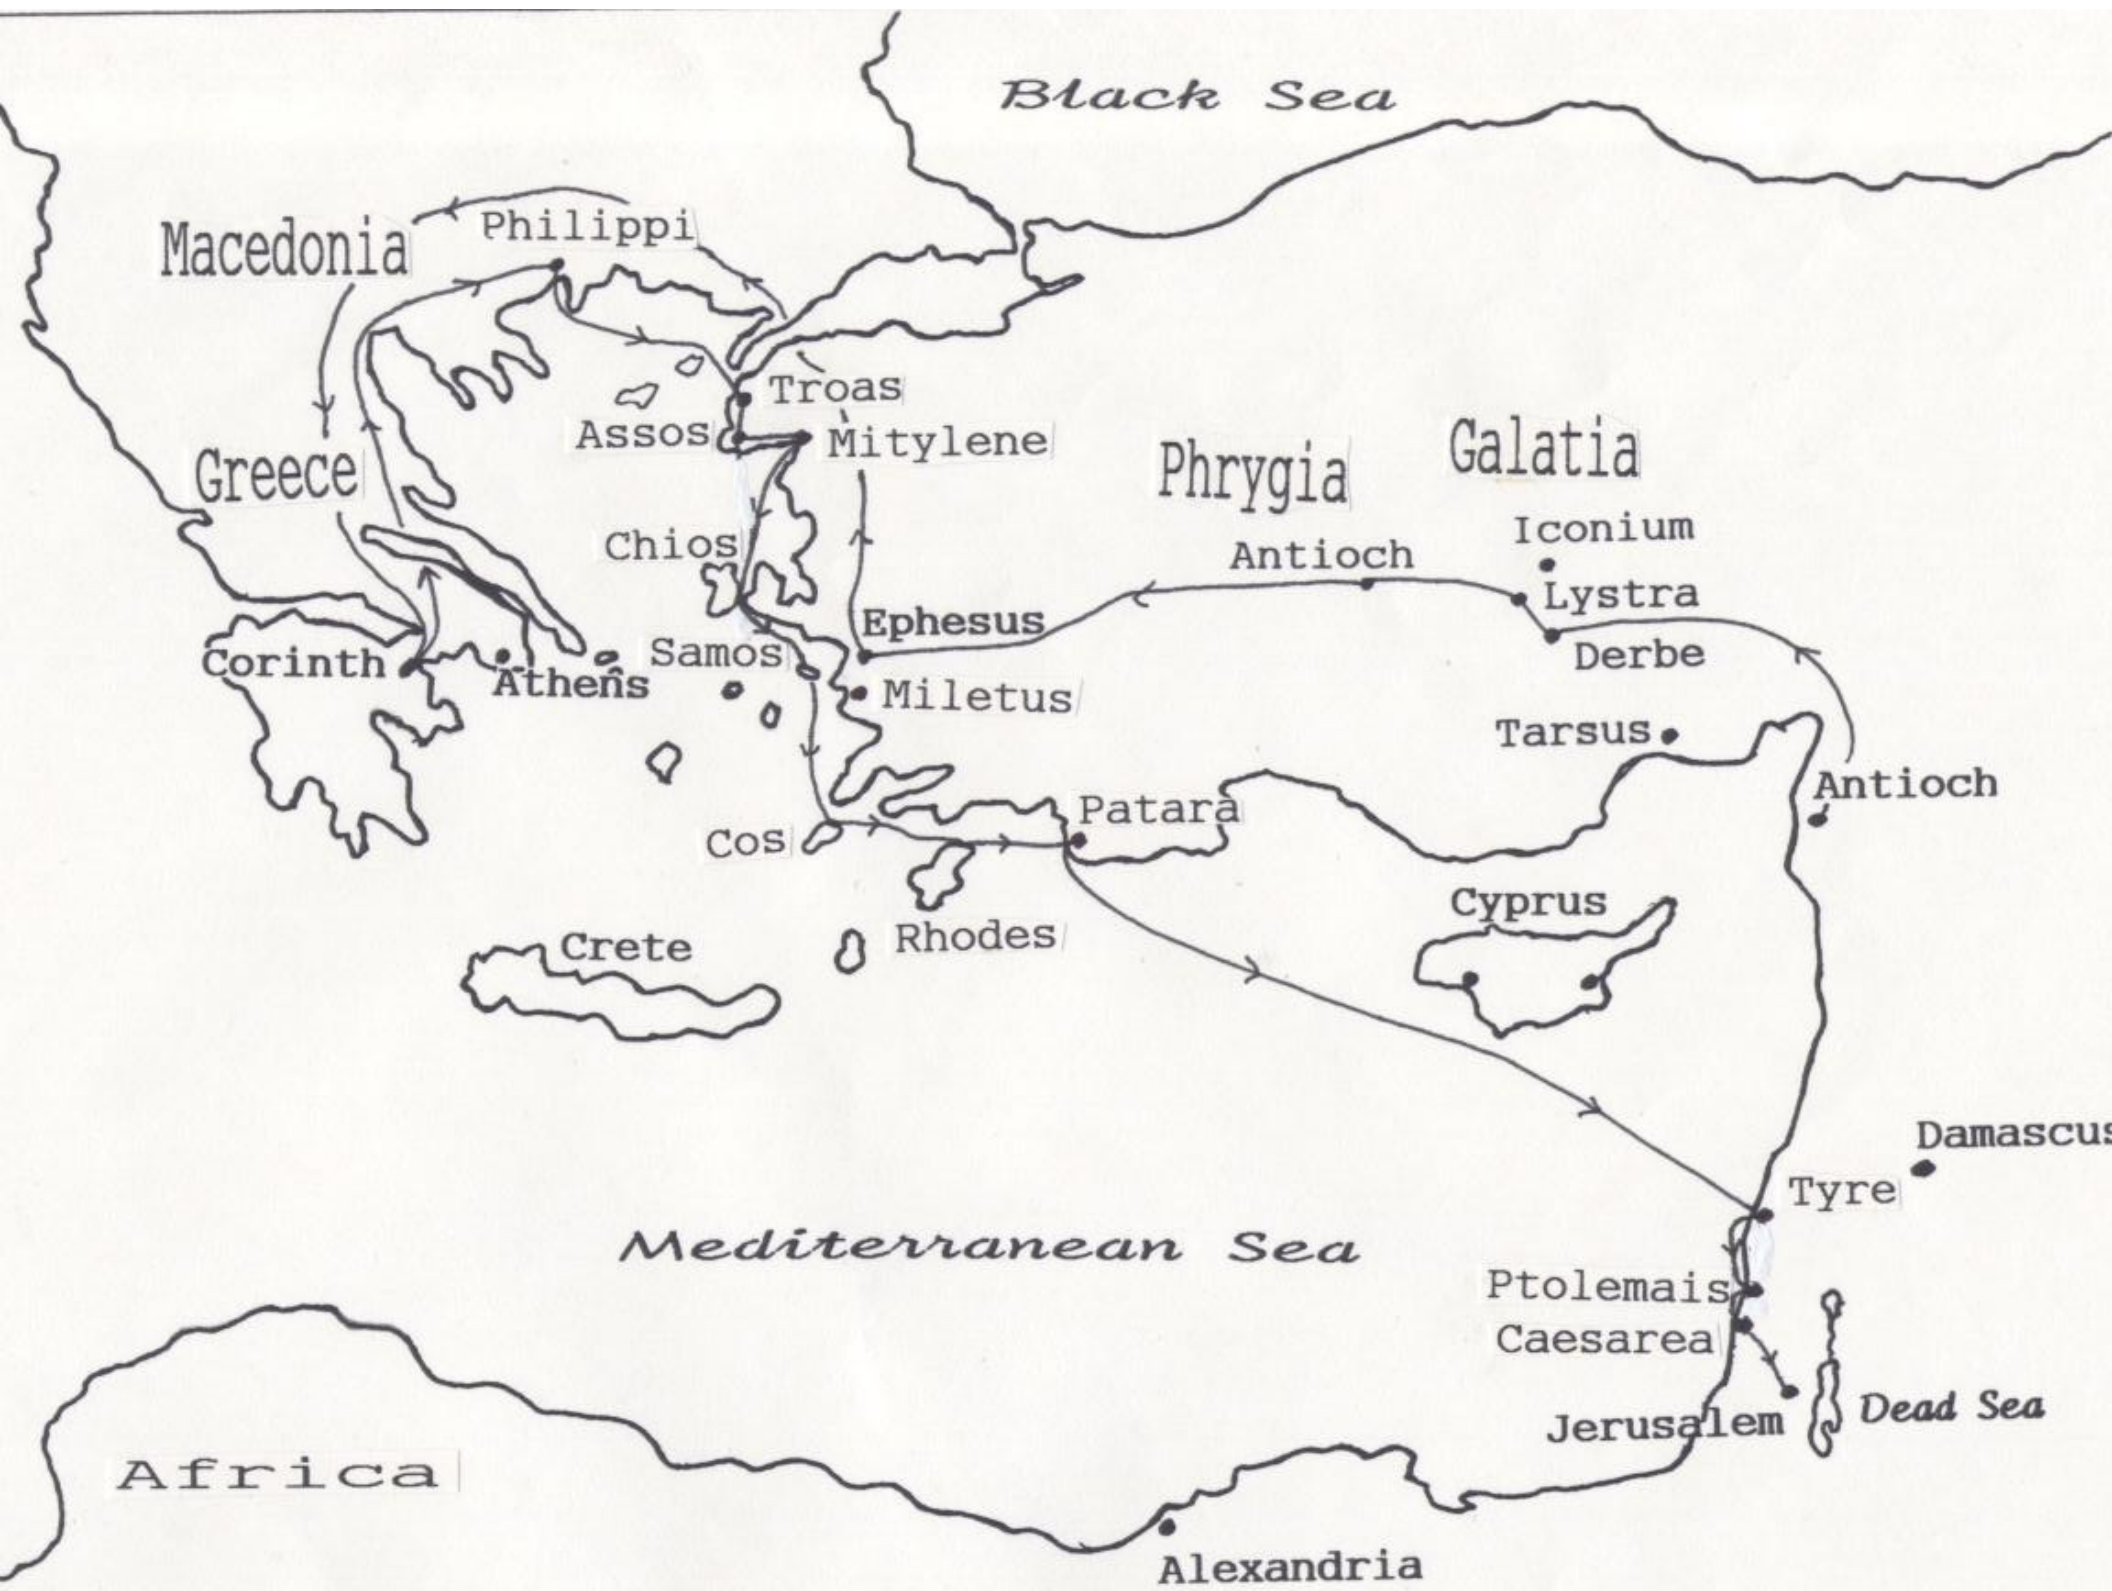 Black Sea
Macedonia
Philippi
Troas
Assos
Mitylene
Greece
Phrygia
Galatia
Iconium
Chios
Antioch
Lystra
Ephesus
Samos
Derbe
Corinth
Athens
Miletus
Tarsus
Antioch
Patara
Cos
Cyprus
Rhodes
Crete
Damascus
Tyre
Mediterranean Sea
Ptolemais
Caesarea
Dead Sea
Jerusalem
Africa
Alexandria